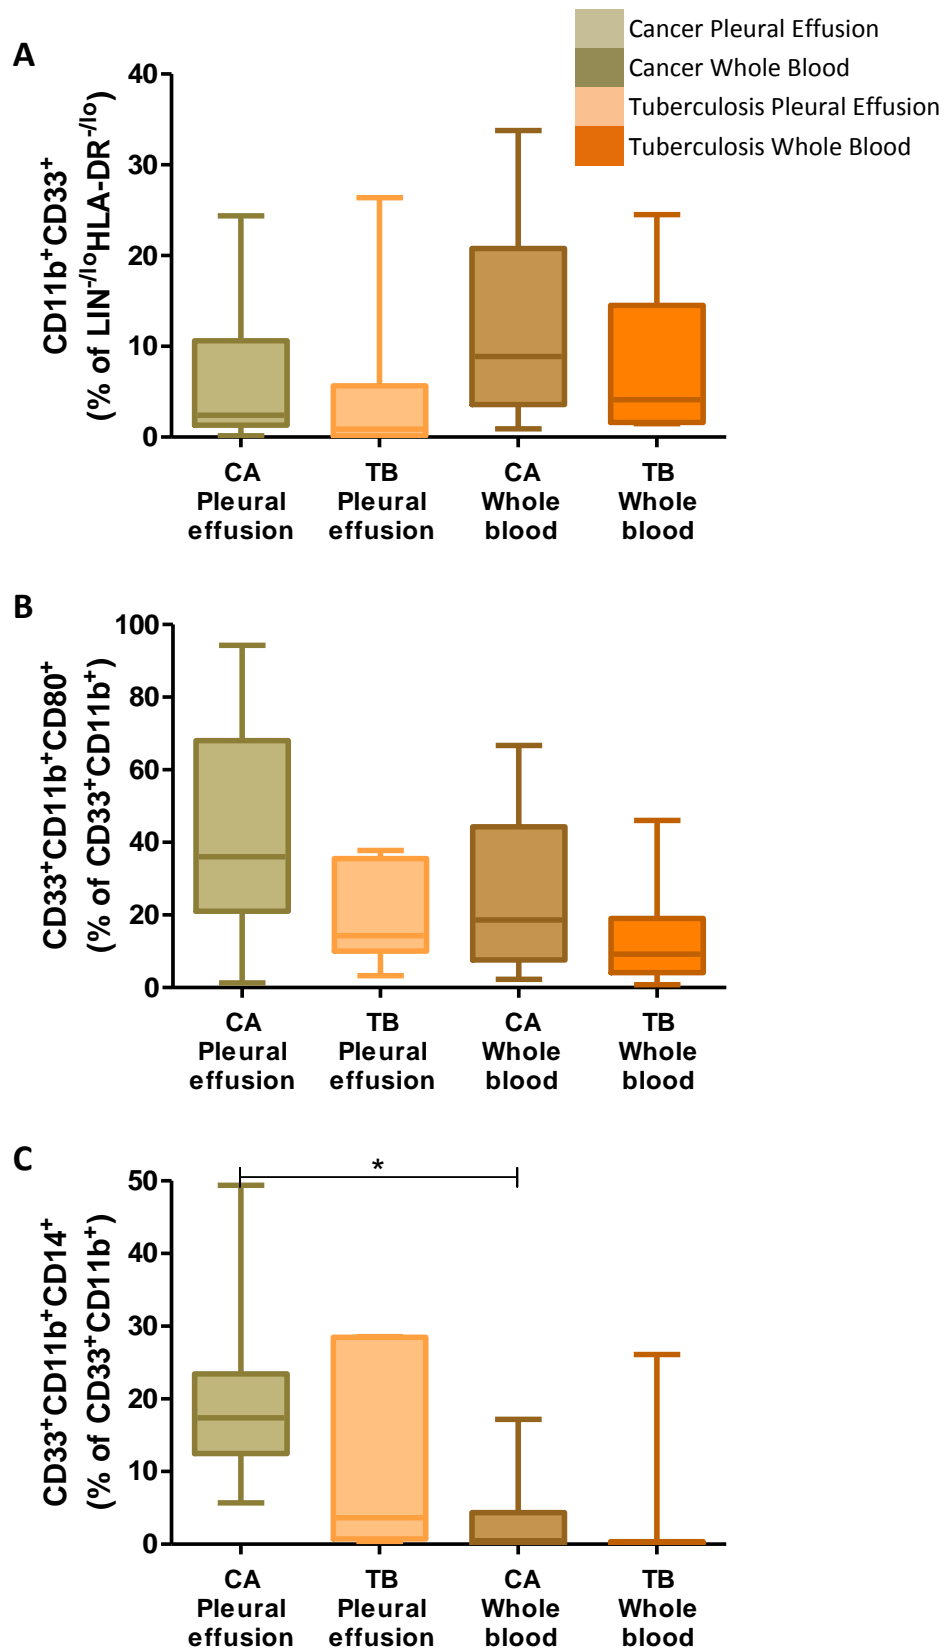 Cancer Pleural Effusion
Cancer Whole Blood
Tuberculosis Pleural Effusion
Tuberculosis Whole Blood
A
CD11b⁺CD33⁺
(% of LIN⁻/ˡᵒHLA-DR⁻/ˡᵒ)
40
30
20
10
0
CA
Pleural
effusion
TB
Pleural
effusion
CA
Whole
blood
TB
Whole
blood
B
CD33⁺CD11b⁺CD80⁺
(% of CD33⁺CD11b⁺)
100
80
60
40
20
0
CA
Pleural
effusion
TB
Pleural
effusion
CA
Whole
blood
TB
Whole
blood
C
CD33⁺CD11b⁺CD14⁺
(% of CD33⁺CD11b⁺)
*
50
40
30
20
10
0
CA
Pleural
effusion
TB
Pleural
effusion
CA
Whole
blood
TB
Whole
blood